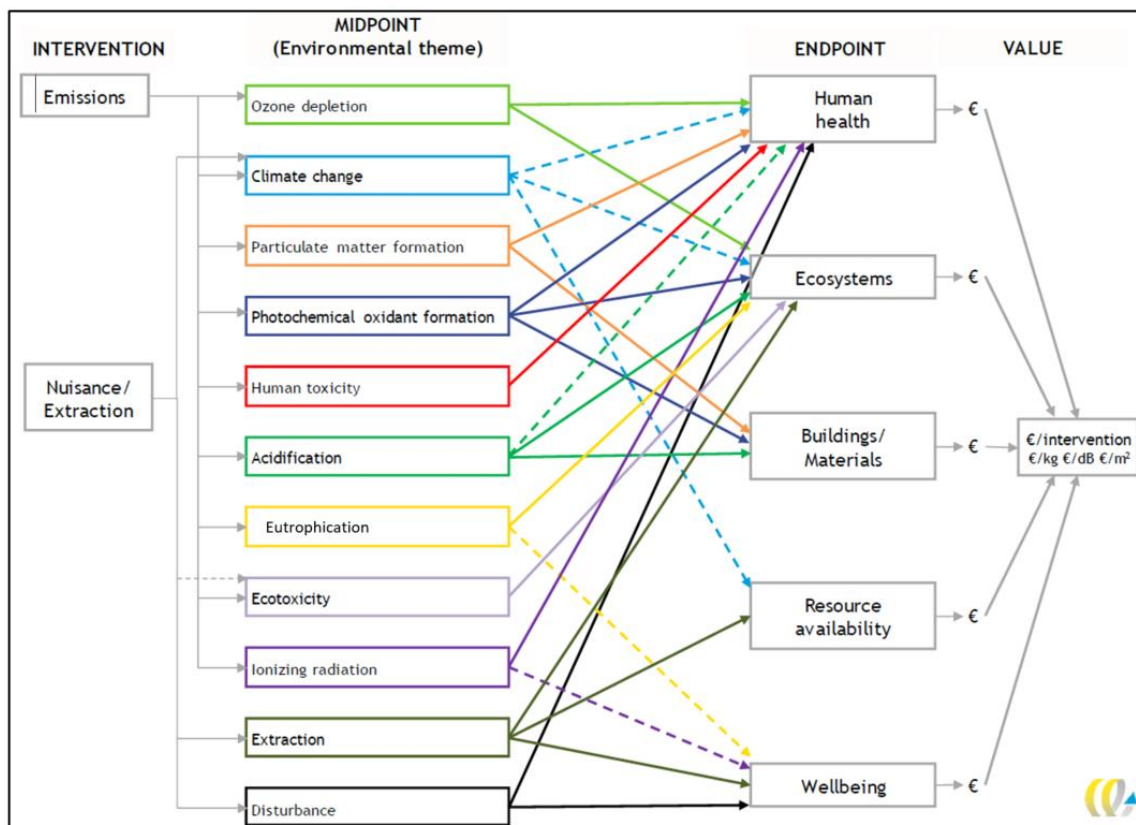 INTERVENTION
MIDPOINT
(Environmental theme)
ENDPOINT
VALUE
Emissions
Nuisance/
Extraction
Ozone depletion
Climate change
Particulate matter formation
Photochemical oxidant formation
Human toxicity
Acidification
Eutrophication
Ecotoxicity
Ionizing radiation
Extraction
Disturbance
Human
health
Ecosystems
Buildings/
Materials
Resource
availability
Wellbeing
€
€
€
€
€
€/intervention
€/kg €/dB €/m²